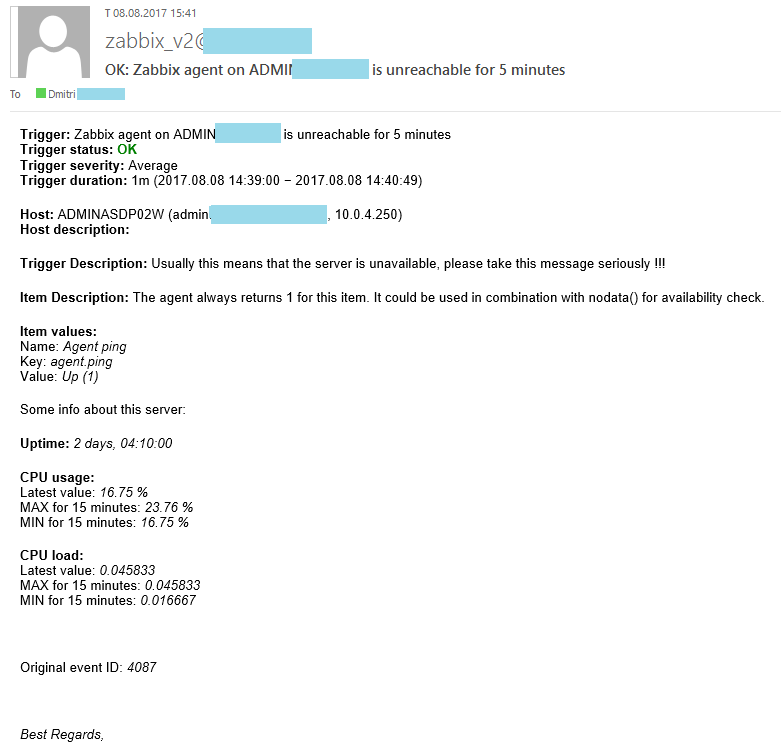 T 08.08.2017 15:41
zabbix_v2@
OK: Zabbix agent on ADMI is unreachable for 5 minutes
To Dmitri
Trigger: Zabbix agent on ADMIN is unreachable for 5 minutes
Trigger status: OK
Trigger severity: Average
Trigger duration: 1m (2017.08.08 14:39:00 − 2017.08.08 14:40:49)
Host: ADMINASDP02W (admin , 10.0.4.250)
Host description:
Trigger Description: Usually this means that the server is unavailable, please take this message seriously !!!
Item Description: The agent always returns 1 for this item. It could be used in combination with nodata() for availability check.
Item values:
Name: Agent ping
Key: agent.ping
Value: Up (1)
Some info about this server:
Uptime: 2 days, 04:10:00
CPU usage:
Latest value: 16.75 %
MAX for 15 minutes: 23.76 %
MIN for 15 minutes: 16.75 %
CPU load:
Latest value: 0.045833
MAX for 15 minutes: 0.045833
MIN for 15 minutes: 0.016667
Original event ID: 4087
Best Regards,